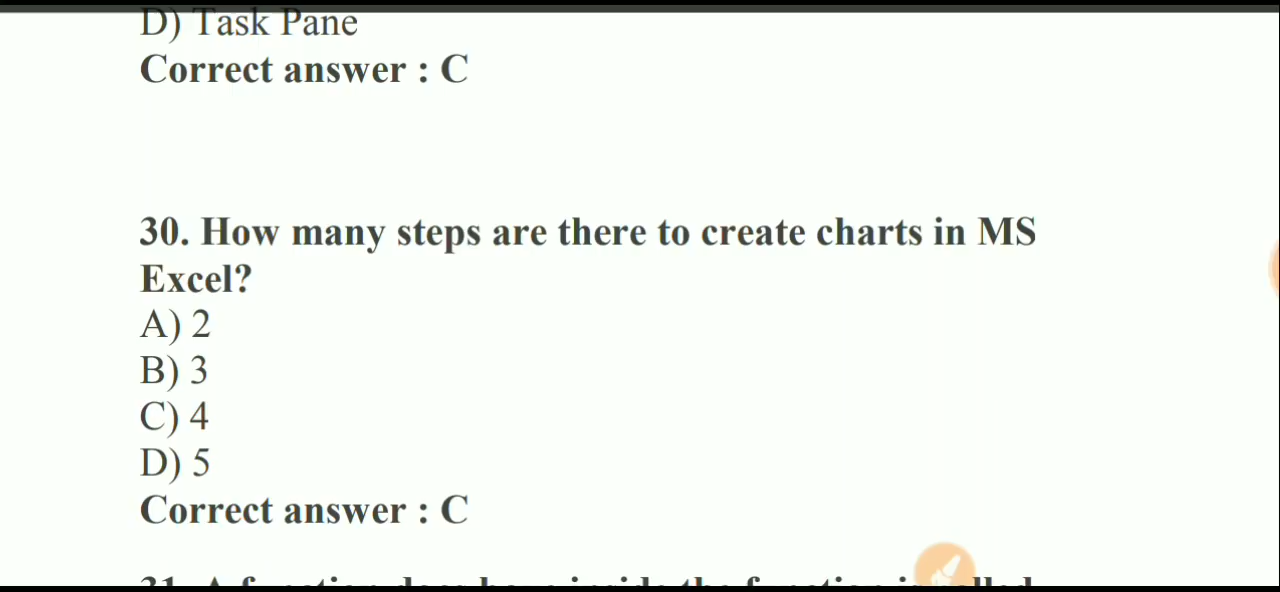 D) Task Pane
Correct answer : C
30. How many steps are there to create charts in MS
Excel?
A) 2
B) 3
C) 4
D) 5
Correct answer : C